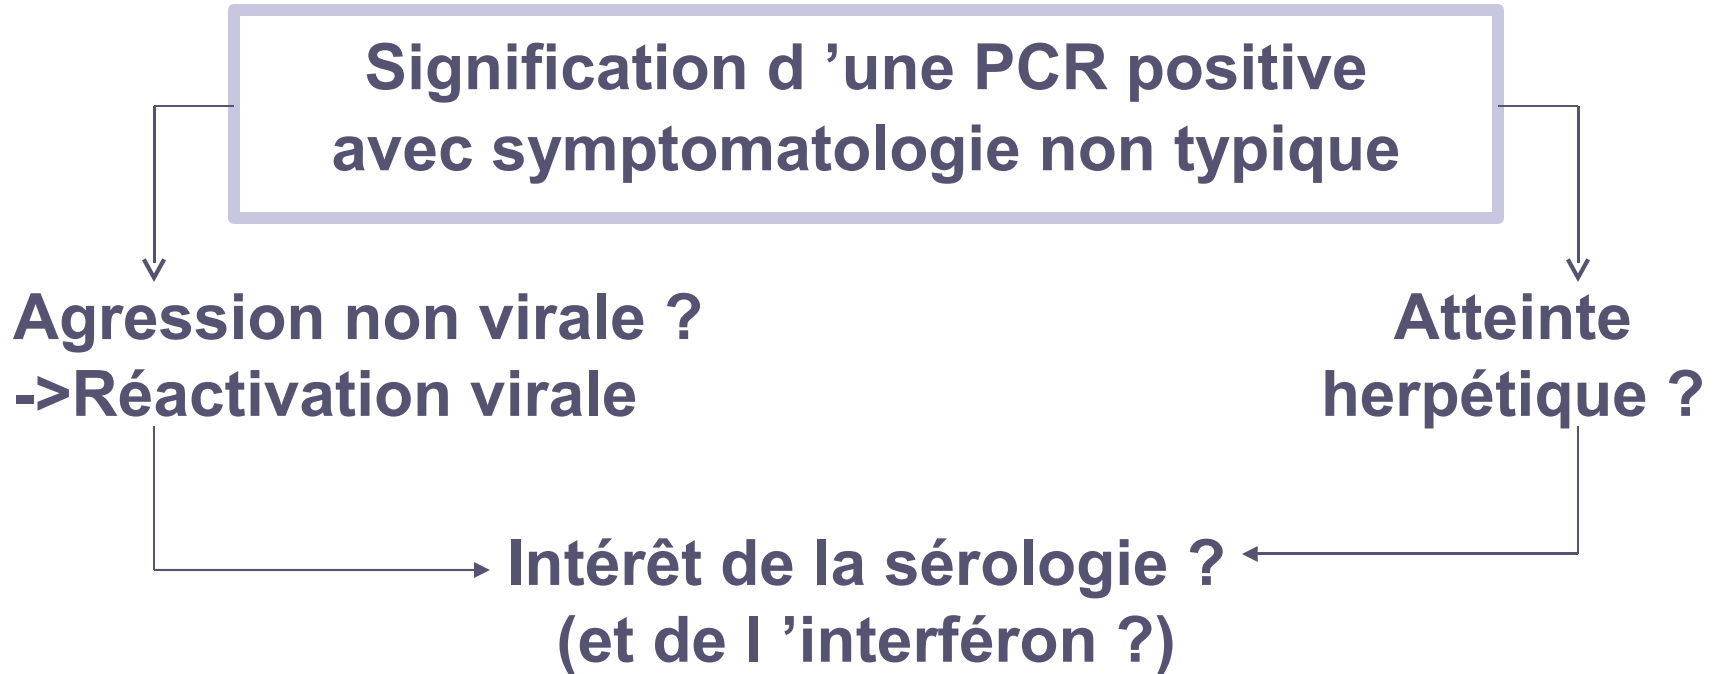 Signification d ’une PCR positive
avec symptomatologie non typique
Agression non virale ?
->Réactivation virale
Atteinte
herpétique ?
Intérêt de la sérologie ?
(et de l ’interféron ?)